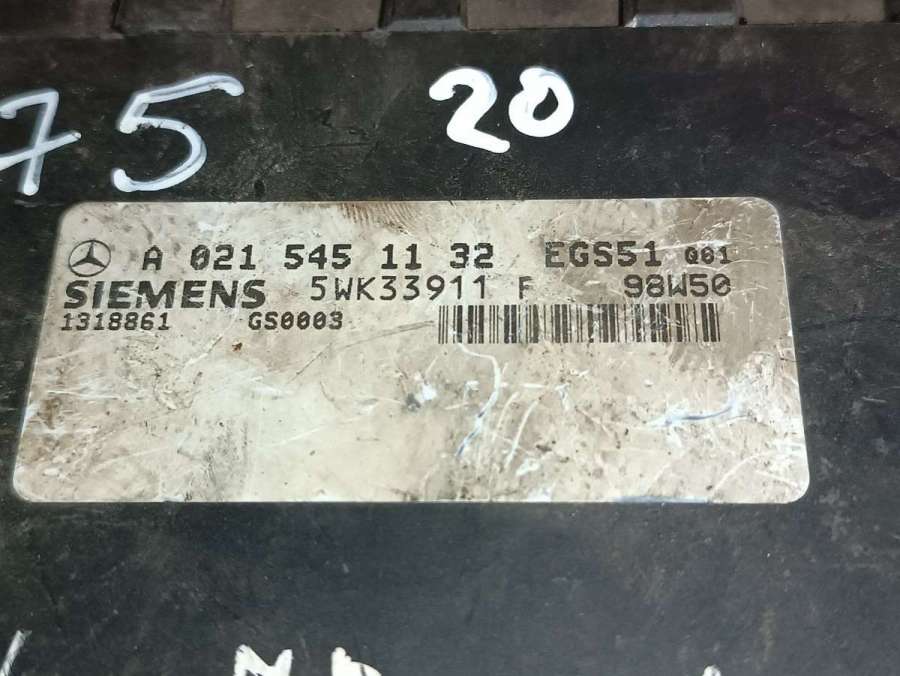 75 20
A 021 545 11 32 EGS51 Q01
SIEMENS 5WK33911 F 98W50
1318861 GS0003